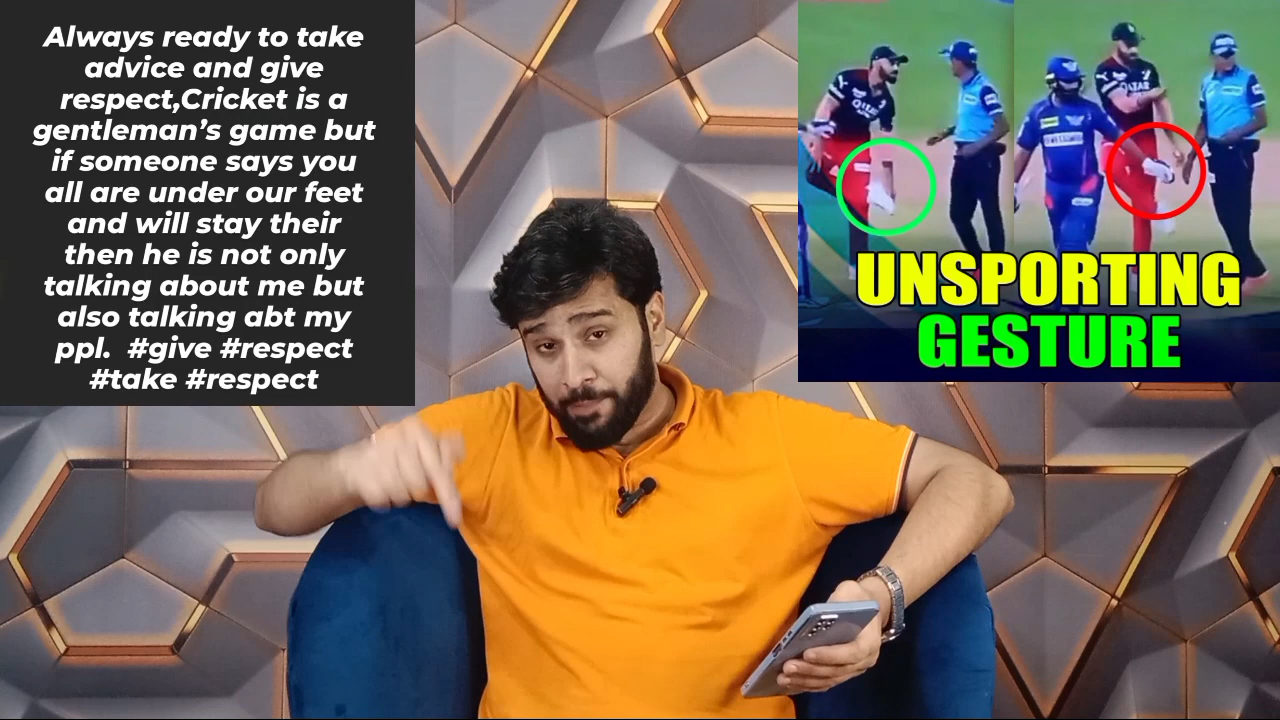 Always ready to take
advice and give
respect,Cricket is a
gentleman’s game but
if someone says you
all are under our feet
and will stay their
then he is not only
talking about me but
also talking abt my
ppl. #give #respect
#take #respect
QATAR
QATAR
UNSPORTING
GESTURE